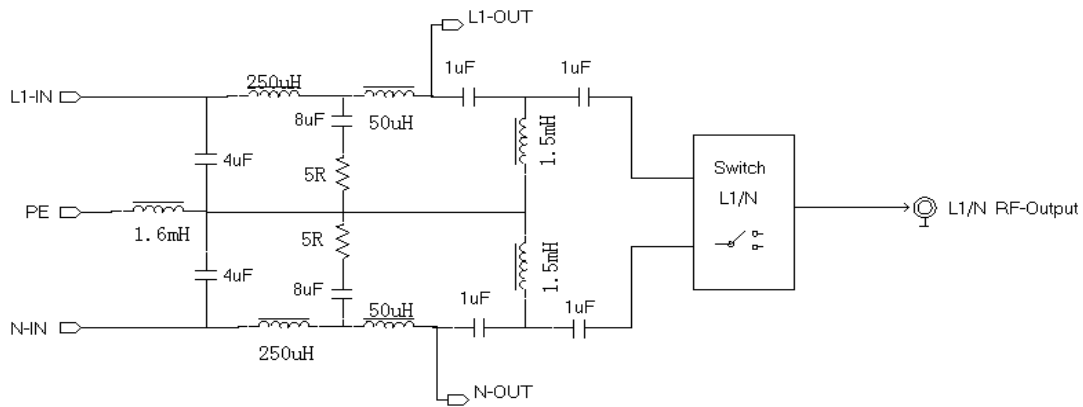 L1-OUT
1uF
1uF
250uH
L1-IN
8uF
50uH
1.5mH
4uF
5R
Switch
L1/N
PE
L1/N RF-Output
1.6mH
5R
4uF
8uF
50uH
1.5mH
1uF
1uF
N-IN
250uH
N-OUT